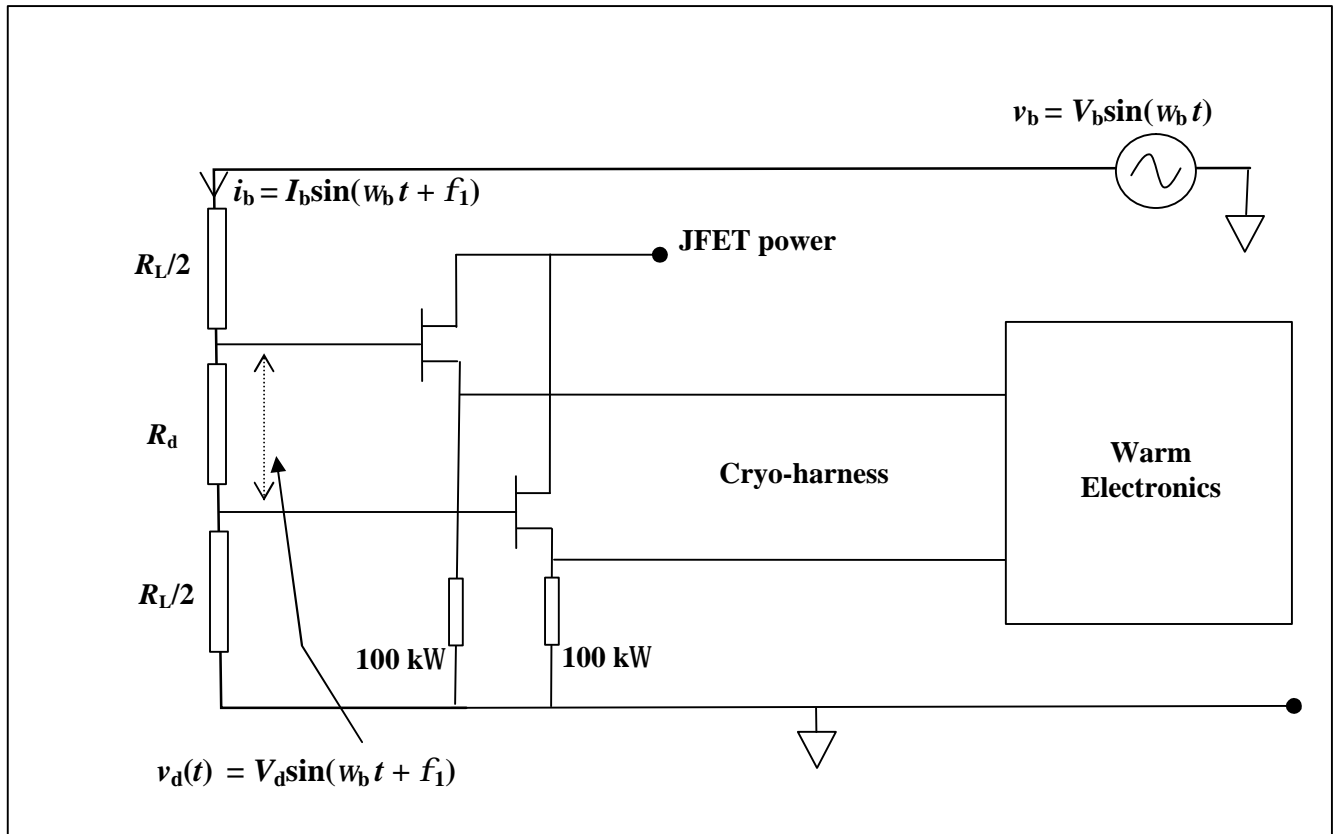 v_b = V_b sin(w_b t)
i_b = I_b sin(w_b t + f_1)
JFET power
R_L/2
R_d
Cryo-harness
Warm
Electronics
R_L/2
100 kW
100 kW
v_d(t) = V_d sin(w_b t + f_1)